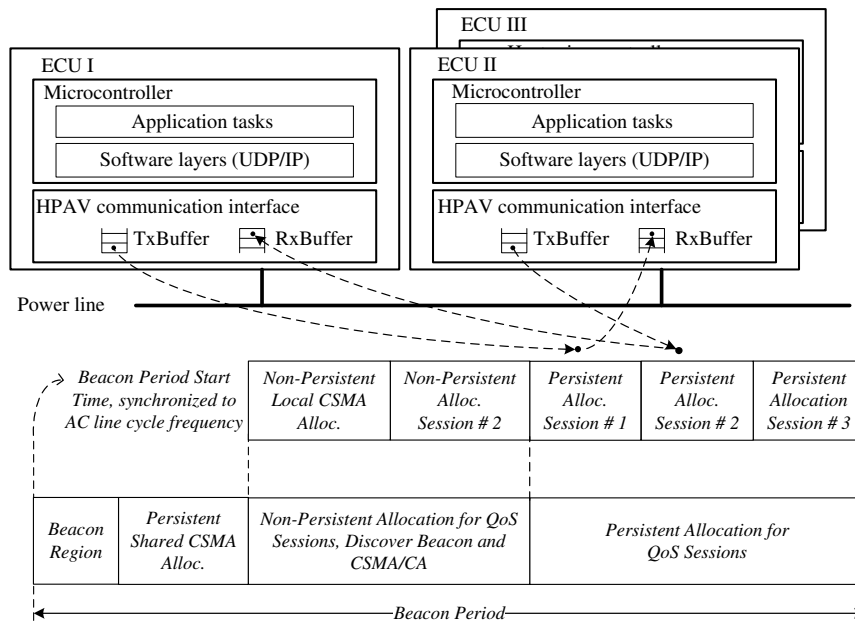 ECU III
ECU I
ECU II
Microcontroller
Microcontroller
Application tasks
Application tasks
Software layers (UDP/IP)
Software layers (UDP/IP)
HPAV communication interface
HPAV communication interface
TxBuffer
RxBuffer
TxBuffer
RxBuffer
Power line
Beacon Period Start
Time, synchronized to
AC line cycle frequency
Non-Persistent
Local CSMA
Alloc.
Non-Persistent
Alloc.
Session # 2
Persistent
Alloc.
Session # 1
Persistent
Alloc.
Session # 2
Persistent
Allocation
Session # 3
Beacon
Region
Persistent
Shared CSMA
Alloc.
Non-Persistent Allocation for QoS
Sessions, Discover Beacon and
CSMA/CA
Persistent Allocation for
QoS Sessions
Beacon Period